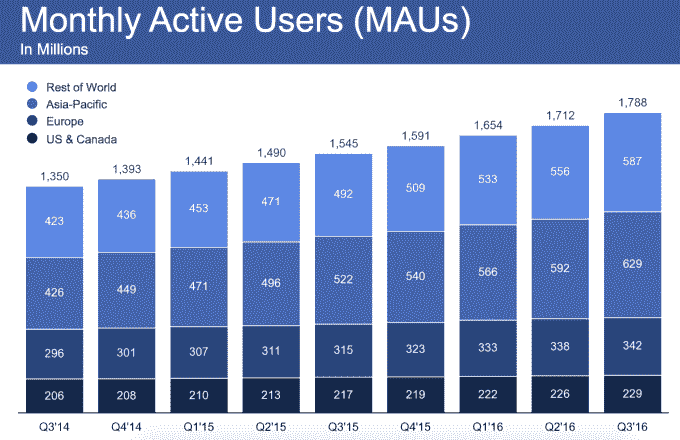 Monthly Active Users (MAUs)
In Millions
Rest of World
Asia-Pacific
Europe
US & Canada
1,350 1,393 1,441 1,490 1,545 1,591 1,654 1,712 1,788
423 436 453 471 492 509 533 556 587
426 449 471 496 522 540 566 592 629
296 301 307 311 315 323 333 338 342
206 208 210 213 217 219 222 226 229
Q3'14 Q4'14 Q1'15 Q2'15 Q3'15 Q4'15 Q1'16 Q2'16 Q3'16